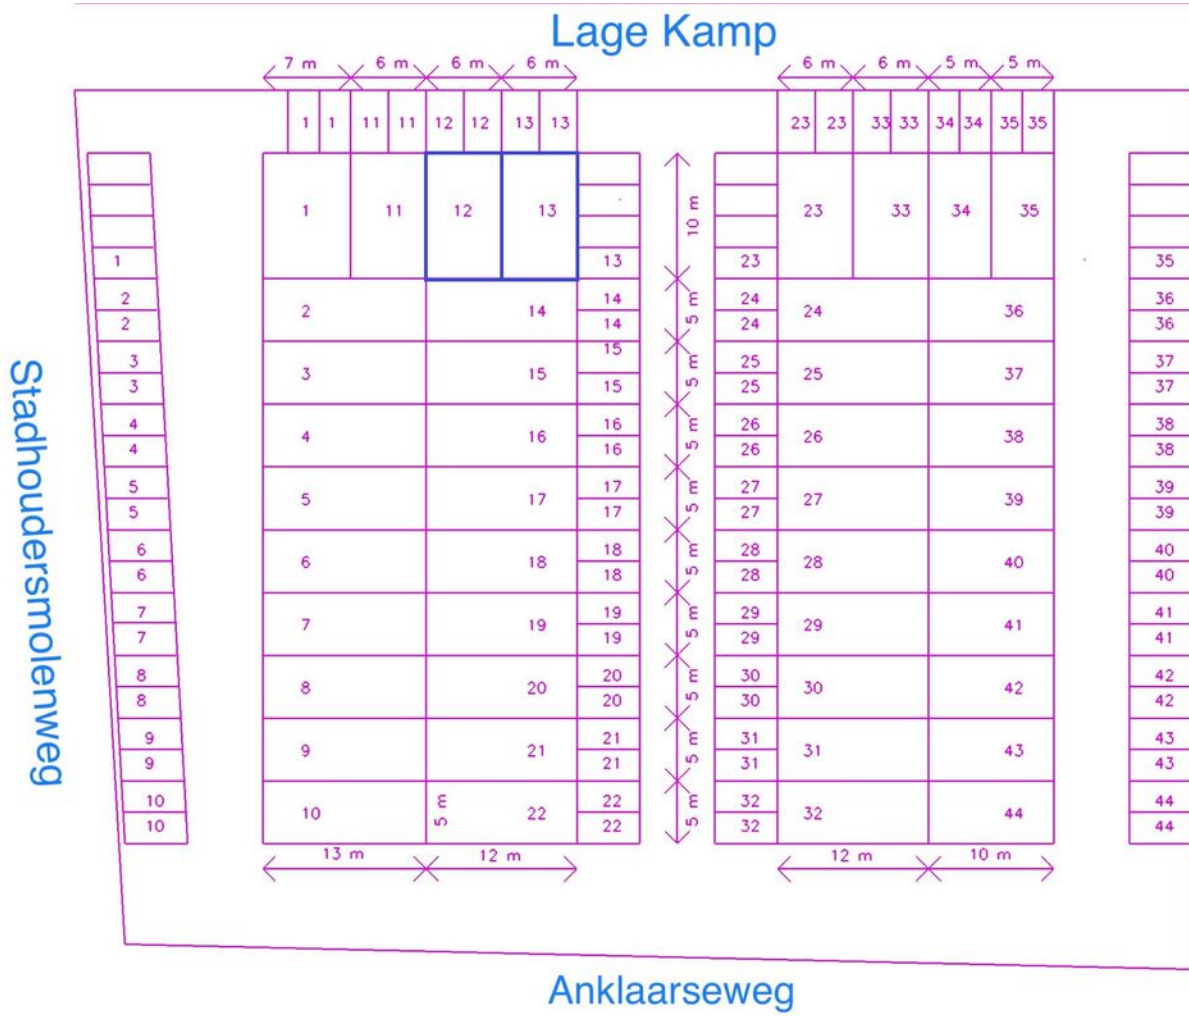 Lage Kamp
7 m 6 m 6 m 6 m 6 m 6 m 5 m 5 m
1 1 11 11 12 12 13 13 23 23 33 33 34 34 35 35
1 11 12 13 10 m 23 33 34 35
1 13 23 35
2 14 24 36
2 14 5 m 24 14 24 36 36
2 14 24 36
3 15 25 37
3 15 5 m 25 37
3 15 25 37
4 16 26 38
4 16 5 m 26 38
4 16 26 38
5 17 27 39
5 17 5 m 27 39
5 17 27 39
6 18 28 40
6 18 5 m 28 40
6 18 28 40
7 19 29 41
7 19 5 m 29 41
7 19 29 41
8 20 30 42
8 20 5 m 30 42
8 20 30 42
9 21 31 43
9 21 5 m 31 43
9 21 31 43
10 22 32 44
10 5 m 22 5 m 32 44
10 22 32 44
13 m 12 m 12 m 10 m
Stadhoudersmolenweg
Anklaarseweg